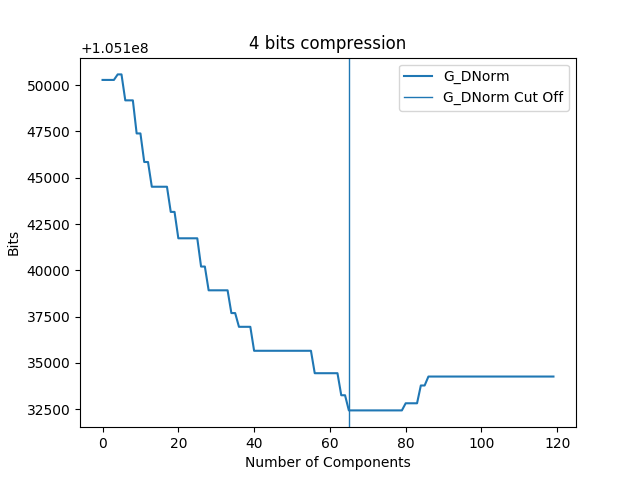 4 bits compression
+1.051e8
G_DNorm
G_DNorm Cut Off
50000
47500
45000
42500
40000
37500
35000
32500
Bits
0 20 40 60 80 100 120
Number of Components